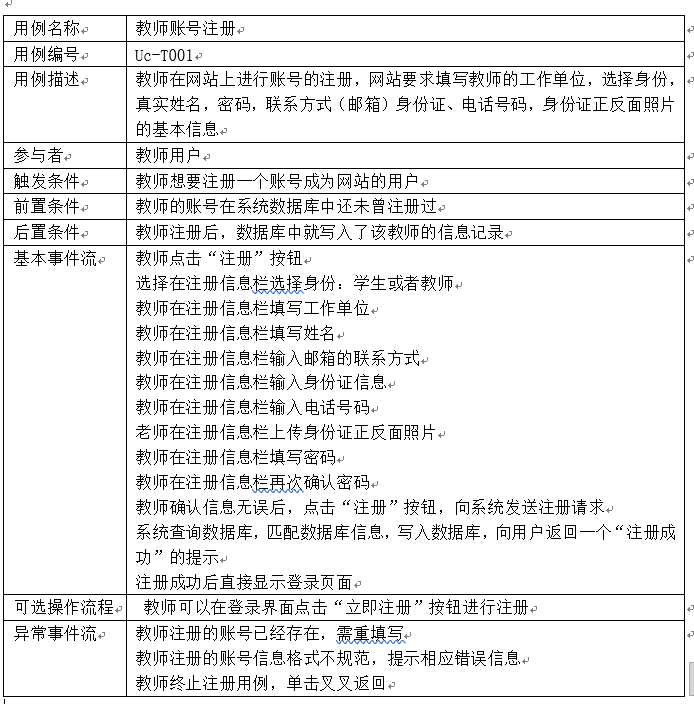 用例名称 教师账号注册
用例编号 Uc-T001
用例描述 教师在网站上进行账号的注册，网站要求填写教师的工作单位，选择身份，
真实姓名，密码，联系方式（邮箱）身份证、电话号码，身份证正反面照片
的基本信息
参与者 教师用户
触发条件 教师想要注册一个账号成为网站的用户
前置条件 教师的账号在系统数据库中还未曾注册过
后置条件 教师注册后，数据库中就写入了该教师的信息记录
基本事件流 教师点击“注册”按钮
选择在注册信息栏选择身份：学生或者教师
教师在注册信息栏填写工作单位
教师在注册信息栏填写姓名
教师在注册信息栏输入邮箱的联系方式
教师在注册信息栏输入身份证信息
教师在注册信息栏输入电话号码
老师在注册信息栏上传身份证正反面照片
教师在注册信息栏填写密码
教师在注册信息栏再次确认密码
教师确认信息无误后，点击“注册”按钮，向系统发送注册请求
系统查询数据库，匹配数据库信息，写入数据库，向用户返回一个“注册成
功”的提示
注册成功后直接显示登录页面
可选操作流程 教师可以在登录界面点击“立即注册”按钮进行注册
异常事件流 教师注册的账号已经存在，需重填写
教师注册的账号信息格式不规范，提示相应错误信息
教师终止注册用例，单击叉叉返回